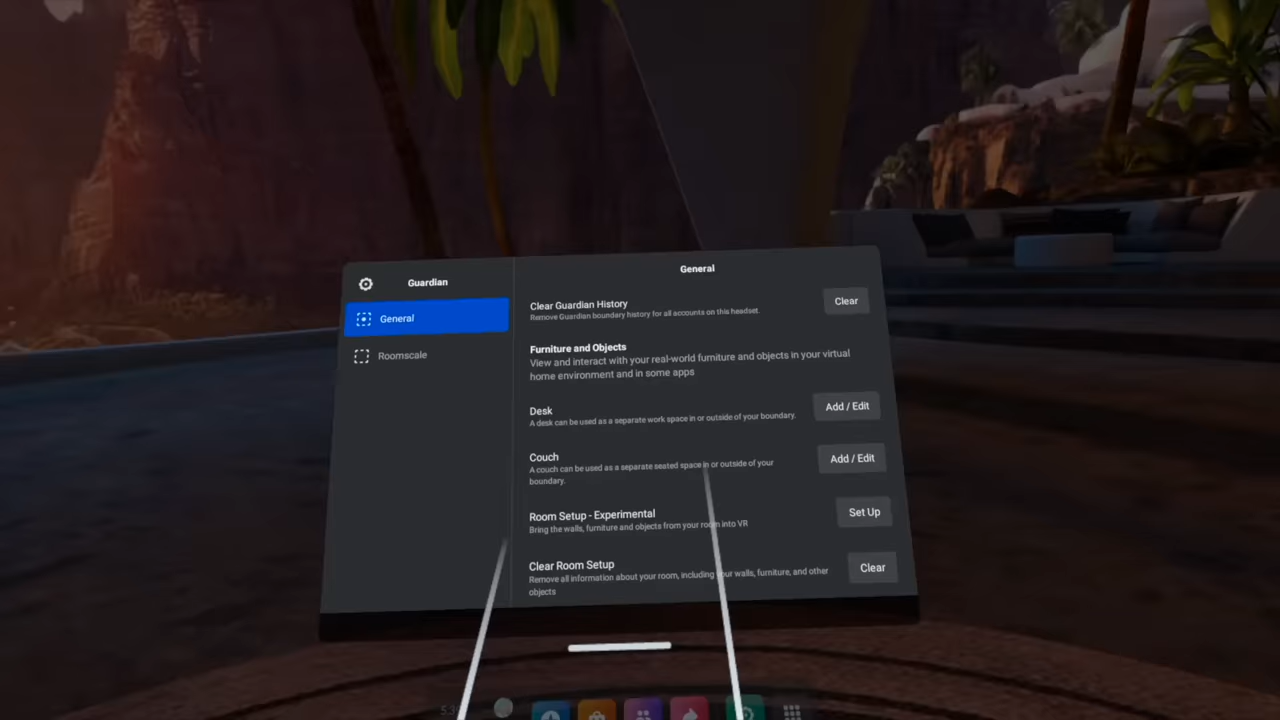 Guardian
General
Roomscale
General
Clear Guardian History
Remove Guardian boundary history for all accounts on this headset.
Clear
Furniture and Objects
View and interact with your real-world furniture and objects in your virtual
home environment and in some apps
Desk
A desk can be used as a separate work space in or outside of your boundary.
Add / Edit
Couch
A couch can be used as a separate seated space in or outside of your
boundary.
Add / Edit
Room Setup - Experimental
Bring the walls, furniture and objects from your room into VR
Set Up
Clear Room Setup
Remove all information about your room, including your walls, furniture, and other
objects
Clear